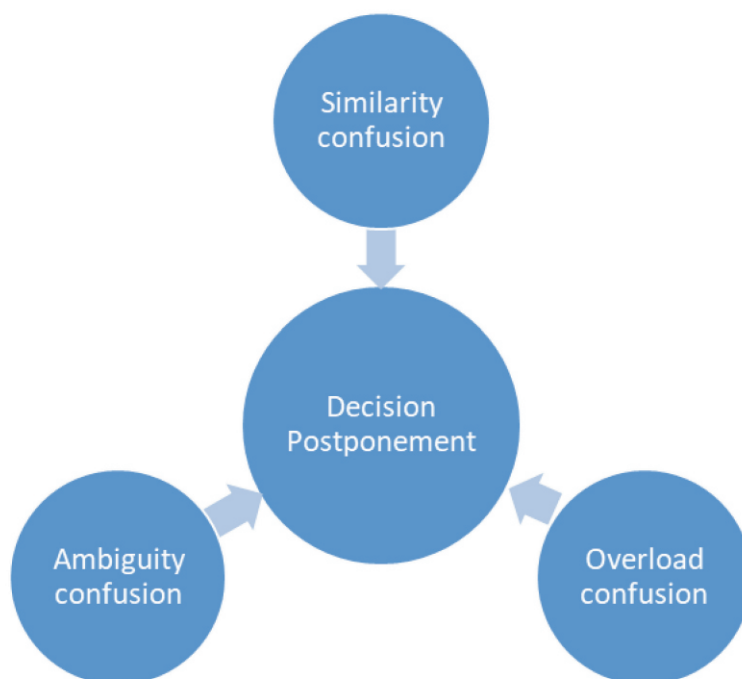 Similarity
confusion
Decision
Postponement
Ambiguity
confusion
Overload
confusion